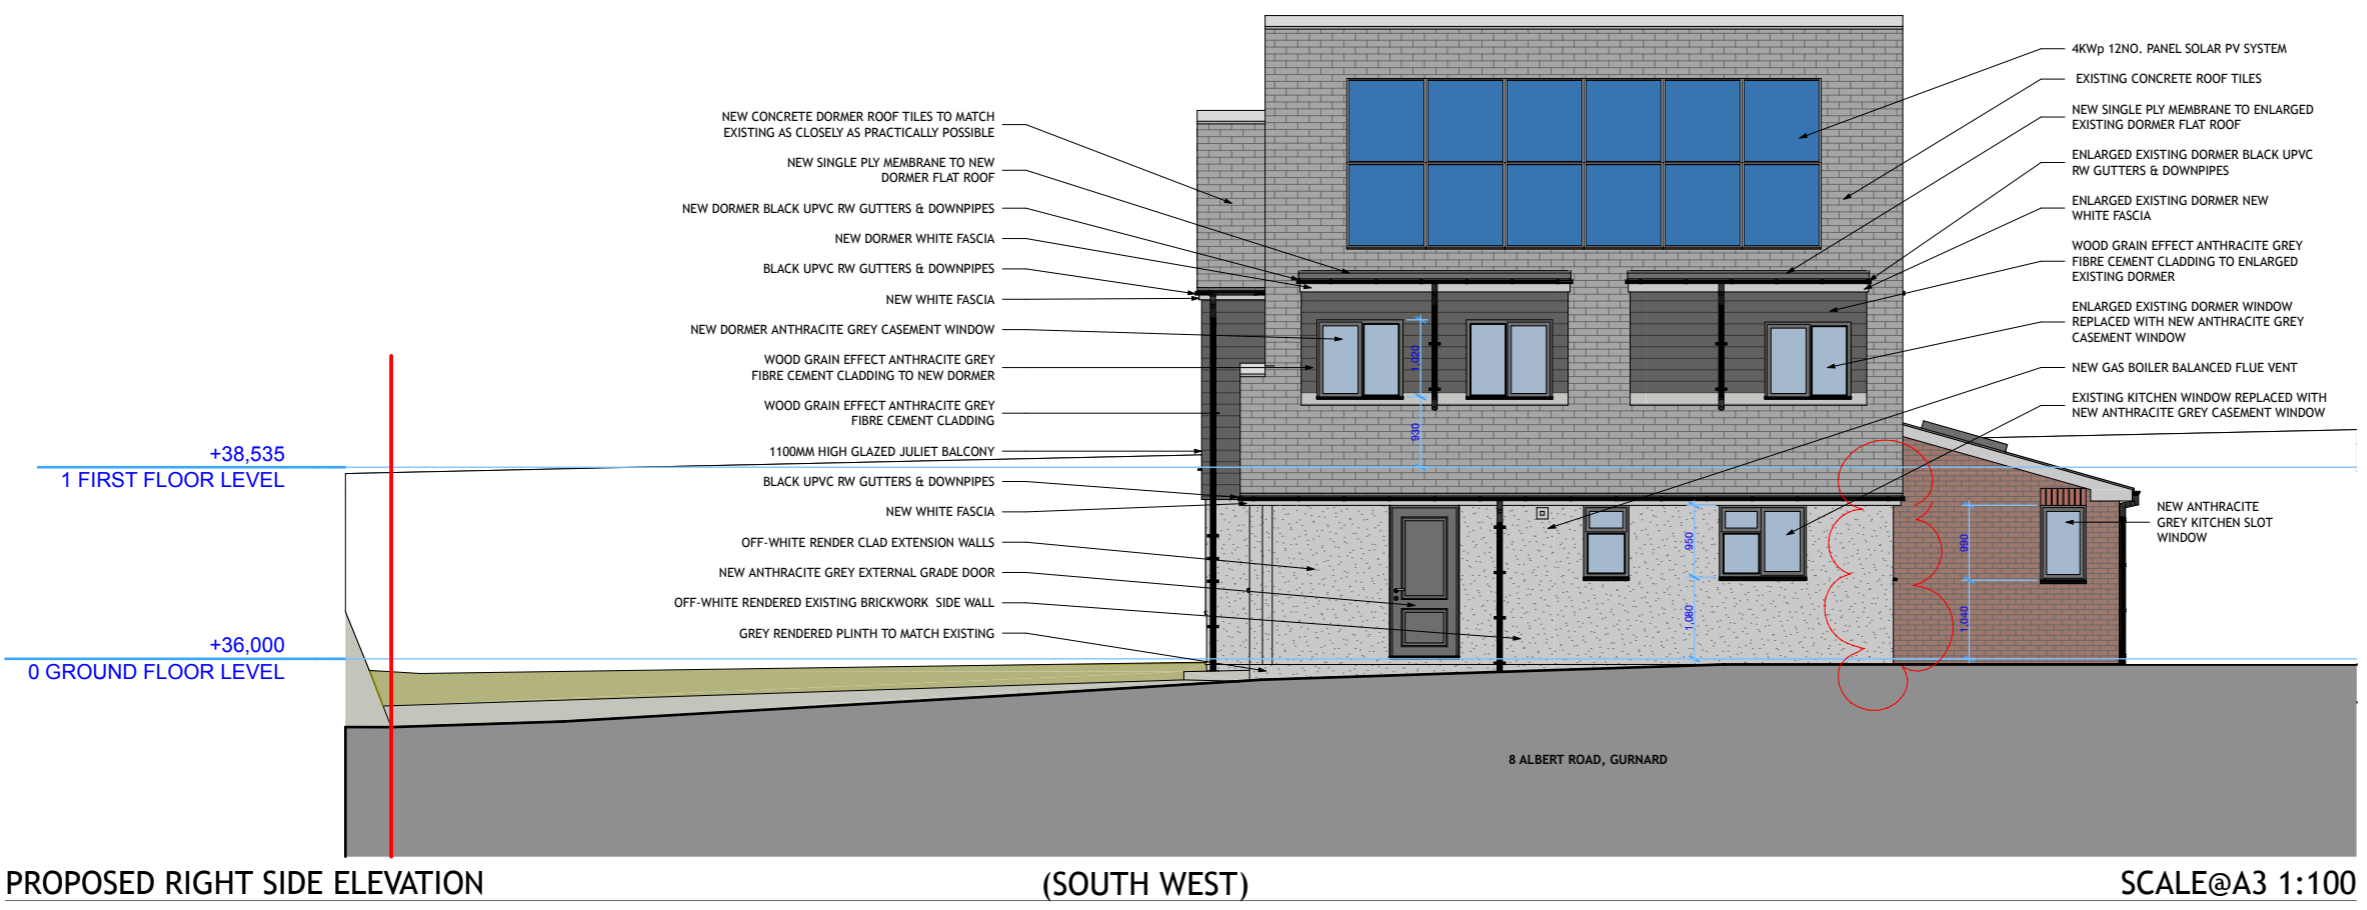 NEW CONCRETE DORMER ROOF TILES TO MATCH
EXISTING AS CLOSELY AS PRACTICALLY POSSIBLE
NEW SINGLE PLY MEMBRANE TO NEW
DORMER FLAT ROOF
NEW DORMER BLACK UPVC RW GUTTERS & DOWNPIPES
NEW DORMER WHITE FASCIA
BLACK UPVC RW GUTTERS & DOWNPIPES
NEW WHITE FASCIA
NEW DORMER ANTHRACITE GREY CASEMENT WINDOW
WOOD GRAIN EFFECT ANTHRACITE GREY
FIBRE CEMENT CLADDING TO NEW DORMER
WOOD GRAIN EFFECT ANTHRACITE GREY
FIBRE CEMENT CLADDING
1100MM HIGH GLAZED JULIET BALCONY
BLACK UPVC RW GUTTERS & DOWNPIPES
NEW WHITE FASCIA
OFF-WHITE RENDER CLAD EXTENSION WALLS
NEW ANTHRACITE GREY EXTERNAL GRADE DOOR
OFF-WHITE RENDERED EXISTING BRICKWORK SIDE WALL
GREY RENDERED PLINTH TO MATCH EXISTING
+38,535
1 FIRST FLOOR LEVEL
+36,000
0 GROUND FLOOR LEVEL
1,020
930
950
1,080
990
1,040
4KWp 12NO. PANEL SOLAR PV SYSTEM
EXISTING CONCRETE ROOF TILES
NEW SINGLE PLY MEMBRANE TO ENLARGED
EXISTING DORMER FLAT ROOF
ENLARGED EXISTING DORMER BLACK UPVC
RW GUTTERS & DOWNPIPES
ENLARGED EXISTING DORMER NEW
WHITE FASCIA
WOOD GRAIN EFFECT ANTHRACITE GREY
FIBRE CEMENT CLADDING TO ENLARGED
EXISTING DORMER
ENLARGED EXISTING DORMER WINDOW
REPLACED WITH NEW ANTHRACITE GREY
CASEMENT WINDOW
NEW GAS BOILER BALANCED FLUE VENT
EXISTING KITCHEN WINDOW REPLACED WITH
NEW ANTHRACITE GREY CASEMENT WINDOW
NEW ANTHRACITE
GREY KITCHEN SLOT
WINDOW
8 ALBERT ROAD, GURNARD
PROPOSED RIGHT SIDE ELEVATION
(SOUTH WEST)
SCALE@A3 1:100